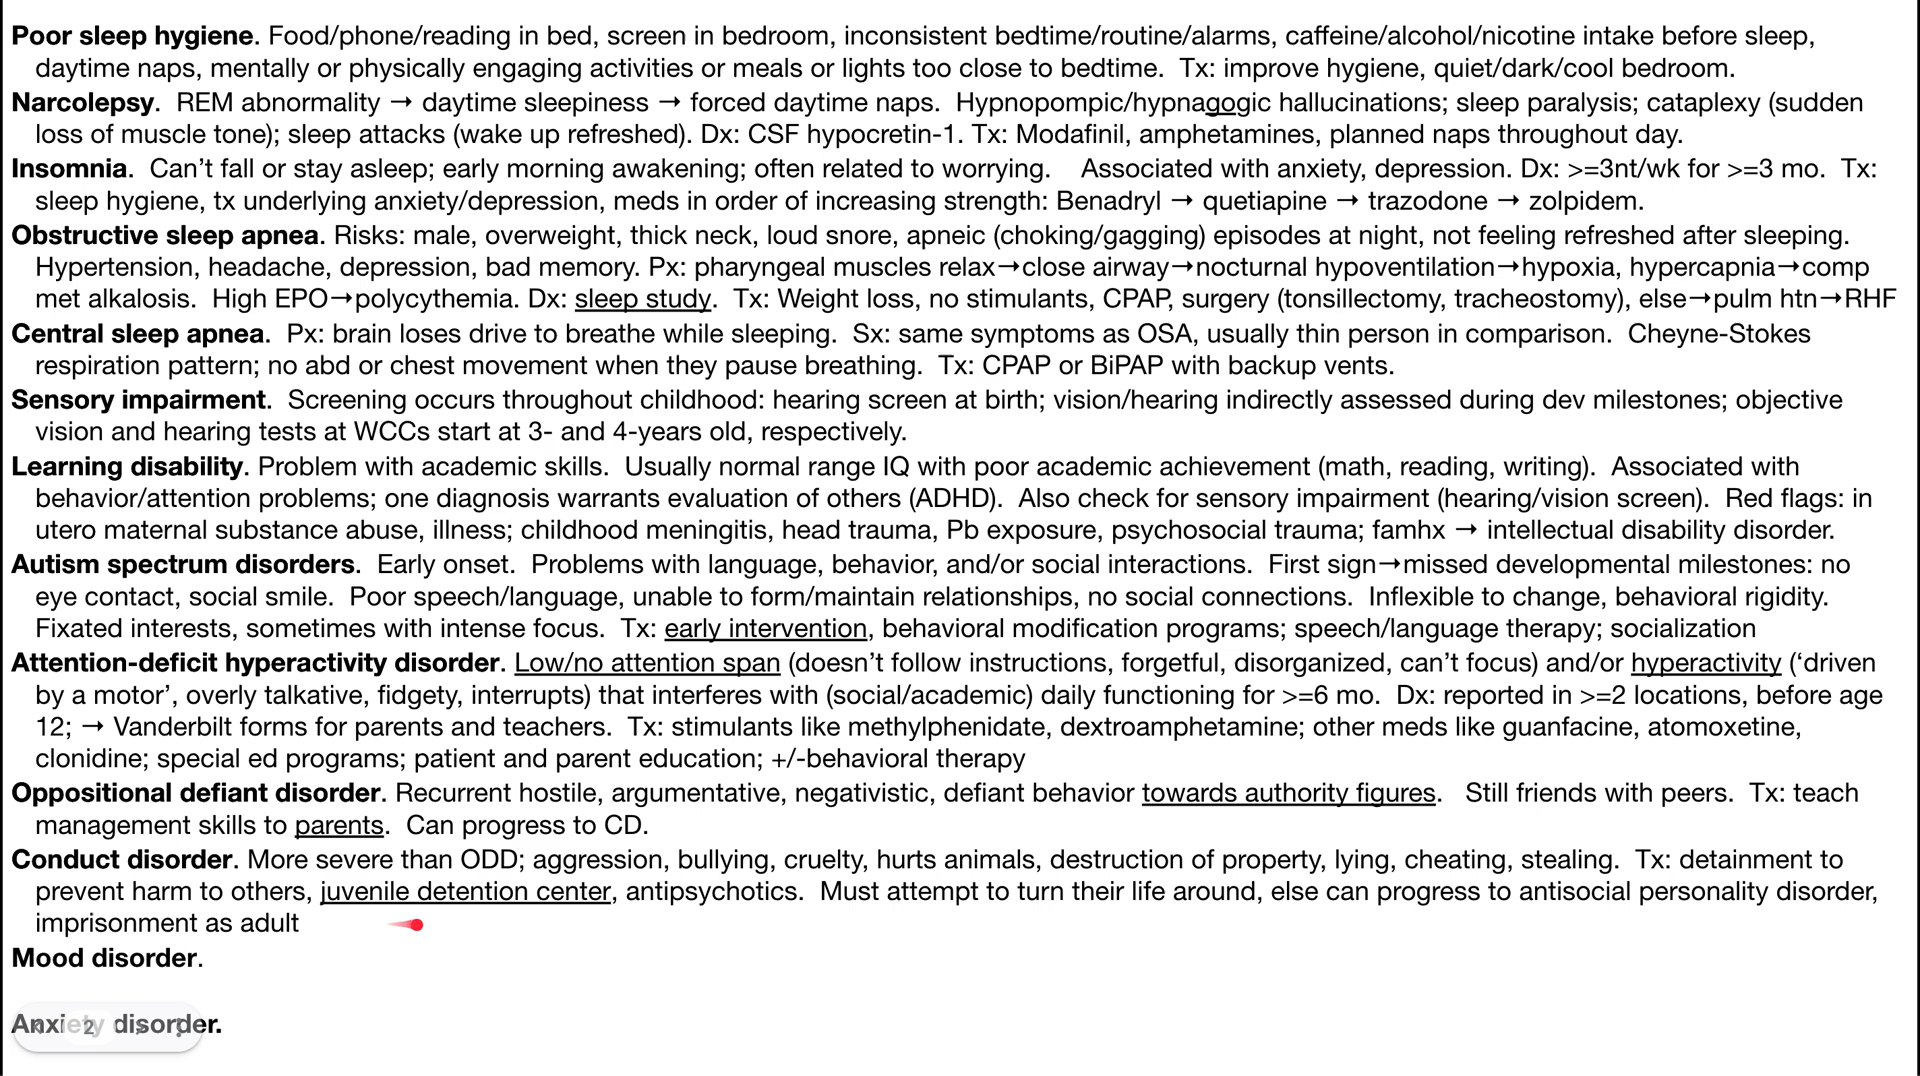 Poor sleep hygiene. Food/phone/reading in bed, screen in bedroom, inconsistent bedtime/routine/alarms, caffeine/alcohol/nicotine intake before sleep,
daytime naps, mentally or physically engaging activities or meals or lights too close to bedtime. Tx: improve hygiene, quiet/dark/cool bedroom.
Narcolepsy. REM abnormality → daytime sleepiness → forced daytime naps. Hypnopompic/hypnagogic hallucinations; sleep paralysis; cataplexy (sudden
loss of muscle tone); sleep attacks (wake up refreshed). Dx: CSF hypocretin-1. Tx: Modafinil, amphetamines, planned naps throughout day.
Insomnia. Can't fall or stay asleep; early morning awakening; often related to worrying. Associated with anxiety, depression. Dx: >=3nt/wk for >=3 mo. Tx:
sleep hygiene, tx underlying anxiety/depression, meds in order of increasing strength: Benadryl → quetiapine → trazodone → zolpidem.
Obstructive sleep apnea. Risks: male, overweight, thick neck, loud snore, apneic (choking/gagging) episodes at night, not feeling refreshed after sleeping.
Hypertension, headache, depression, bad memory. Px: pharyngeal muscles relax→close airway→nocturnal hypoventilation→hypoxia, hypercapnia→comp
met alkalosis. High EPO→polycythemia. Dx: sleep study. Tx: Weight loss, no stimulants, CPAP, surgery (tonsillectomy, tracheostomy), else→pulm htn→RHF
Central sleep apnea. Px: brain loses drive to breathe while sleeping. Sx: same symptoms as OSA, usually thin person in comparison. Cheyne-Stokes
respiration pattern; no abd or chest movement when they pause breathing. Tx: CPAP or BiPAP with backup vents.
Sensory impairment. Screening occurs throughout childhood: hearing screen at birth; vision/hearing indirectly assessed during dev milestones; objective
vision and hearing tests at WCCs start at 3- and 4-years old, respectively.
Learning disability. Problem with academic skills. Usually normal range IQ with poor academic achievement (math, reading, writing). Associated with
behavior/attention problems; one diagnosis warrants evaluation of others (ADHD). Also check for sensory impairment (hearing/vision screen). Red flags: in
utero maternal substance abuse, illness; childhood meningitis, head trauma, Pb exposure, psychosocial trauma; famhx → intellectual disability disorder.
Autism spectrum disorders. Early onset. Problems with language, behavior, and/or social interactions. First sign→missed developmental milestones: no
eye contact, social smile. Poor speech/language, unable to form/maintain relationships, no social connections. Inflexible to change, behavioral rigidity.
Fixated interests, sometimes with intense focus. Tx: early intervention, behavioral modification programs; speech/language therapy; socialization
Attention-deficit hyperactivity disorder. Low/no attention span (doesn't follow instructions, forgetful, disorganized, can't focus) and/or hyperactivity ('driven
by a motor', overly talkative, fidgety, interrupts) that interferes with (social/academic) daily functioning for >=6 mo. Dx: reported in >=2 locations, before age
12; → Vanderbilt forms for parents and teachers. Tx: stimulants like methylphenidate, dextroamphetamine; other meds like guanfacine, atomoxetine,
clonidine; special ed programs; patient and parent education; +/-behavioral therapy
Oppositional defiant disorder. Recurrent hostile, argumentative, negativistic, defiant behavior towards authority figures. Still friends with peers. Tx: teach
management skills to parents. Can progress to CD.
Conduct disorder. More severe than ODD; aggression, bullying, cruelty, hurts animals, destruction of property, lying, cheating, stealing. Tx: detainment to
prevent harm to others, juvenile detention center, antipsychotics. Must attempt to turn their life around, else can progress to antisocial personality disorder,
imprisonment as adult
Mood disorder.
Anxiety disorder.
2